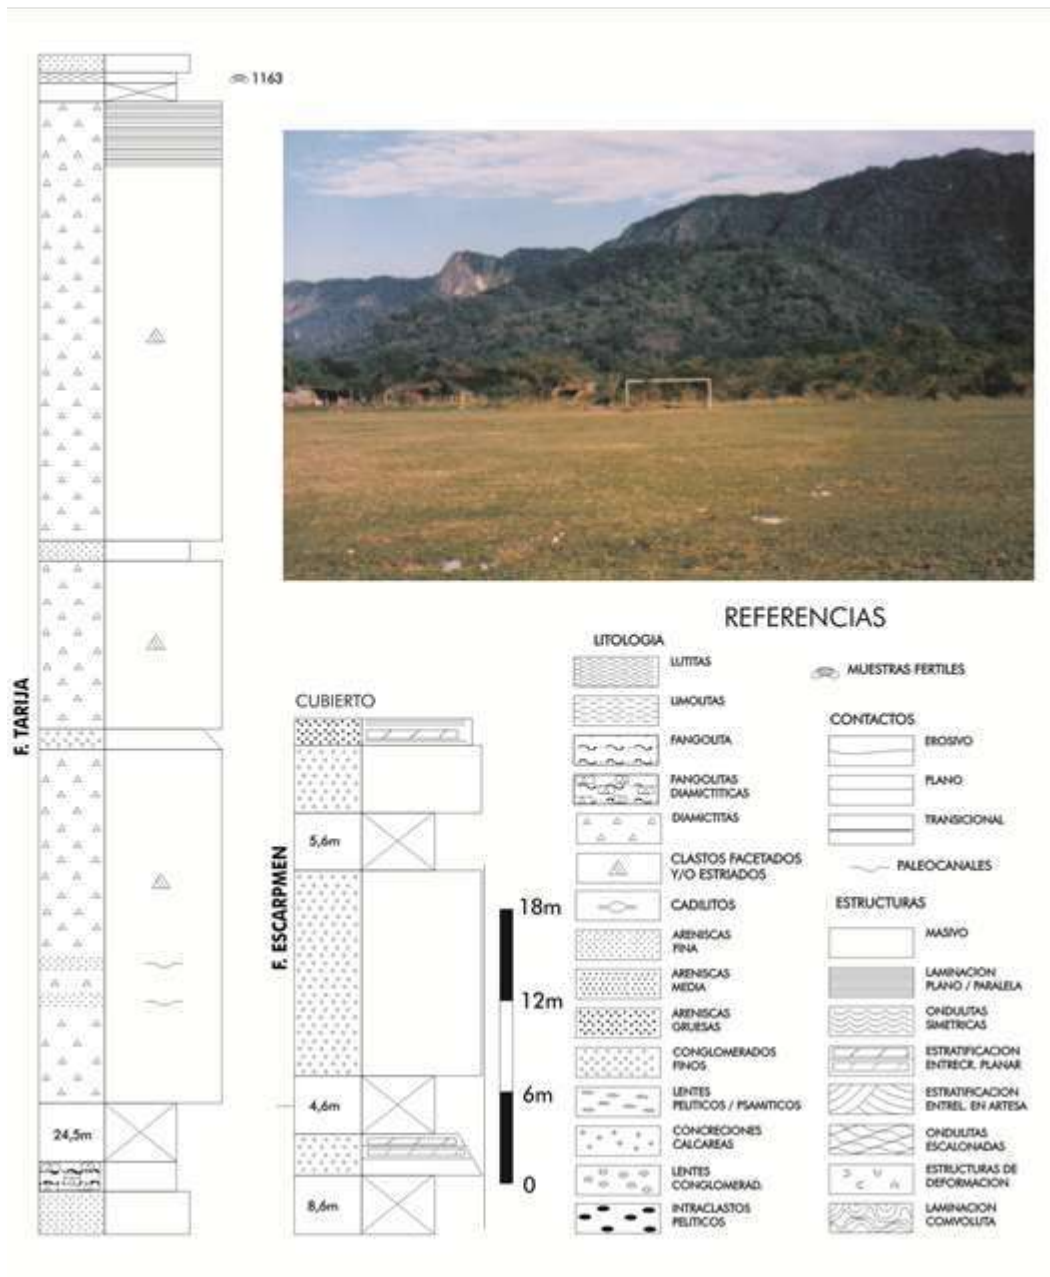 1163
F. TARIJA
24,5m
CUBIERTO
F. ESCARPMEN
5,6m
4,6m
8,6m
18m
12m
6m
0
REFERENCIAS
LITOLOGIA
LUTITAS
LIMOLITAS
FANGOLITA
FANGOLITAS
DIAMICTITICAS
DIAMICTITAS
CLASTOS FACETADOS
Y/O ESTRIADOS
CADILITOS
ARENISCAS
FINA
ARENISCAS
MEDIA
ARENISCAS
GRUESAS
CONGLOMERADOS
FINOS
LENTES
PELITICOS / PSAMITICOS
CONCRECIONES
CALCAREAS
LENTES
CONGLOMERAD.
INTRACLASTOS
PELITICOS
MUESTRAS FERTILES
CONTACTOS
EROSIVO
PLANO
TRANSICIONAL
PALEOCANALES
ESTRUCTURAS
MASIVO
LAMINACION
PLANO / PARALELA
ONDULITAS
SIMETRICAS
ESTRATIFICACION
ENTRECR. PLANAR
ESTRATIFICACION
ENTREL. EN ARTESA
ONDULITAS
ESCALONADAS
ESTRUCTURAS DE
DEFORMACION
LAMINACION
COMVOLUTA